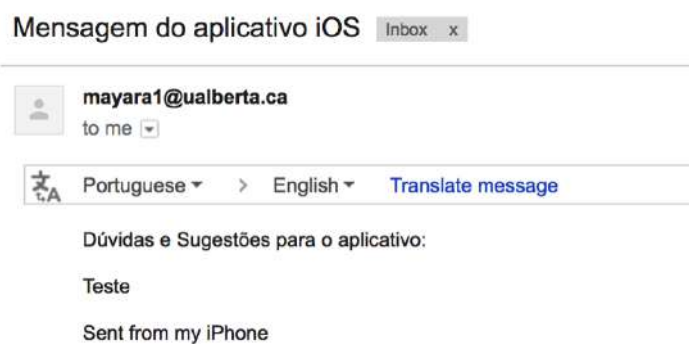 Mensagem do aplicativo iOS Inbox x
mayara1@ualberta.ca
to me
Portuguese > English Translate message
Dúvidas e Sugestões para o aplicativo:
Teste
Sent from my iPhone